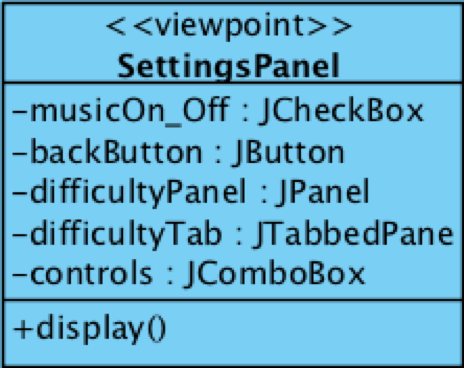 <<viewpoint>>
SettingsPanel
-musicOn_Off : JCheckBox
-backButton : JButton
-difficultyPanel : JPanel
-difficultyTab : JTabbedPane
-controls : JComboBox
+display()